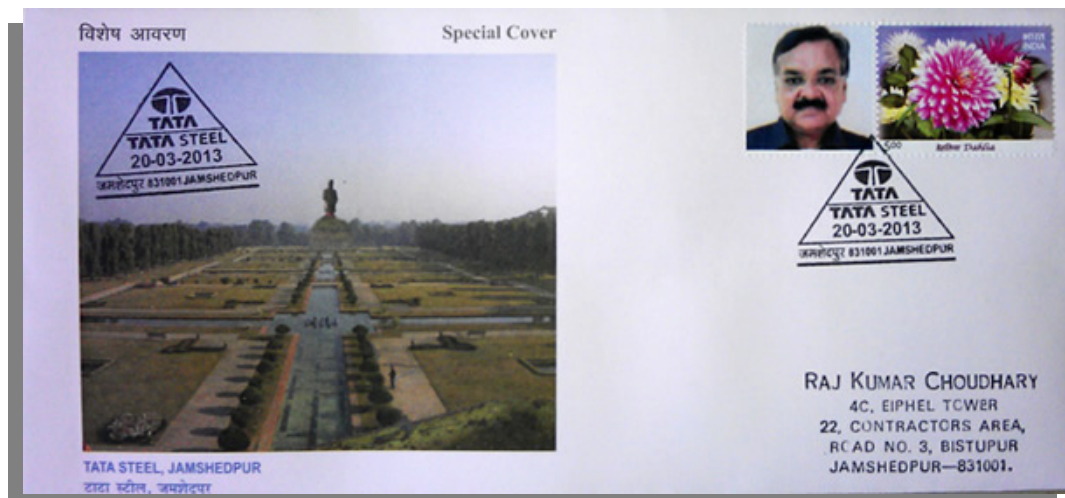 विशेष आवरण
Special Cover
TATA
TATA STEEL
20-03-2013
जमशेदपुर 831001 JAMSHEDPUR
भारत
INDIA
5.00
Dahlia
TATA
TATA STEEL
20-03-2013
जमशेदपुर 831001 JAMSHEDPUR
RAJ KUMAR CHOUDHARY
4C, EIPHEL TOWER
22, CONTRACTORS AREA,
ROAD NO. 3, BISTUPUR
JAMSHEDPUR—831001.
TATA STEEL, JAMSHEDPUR
टाटा स्टील, जमशेदपुर